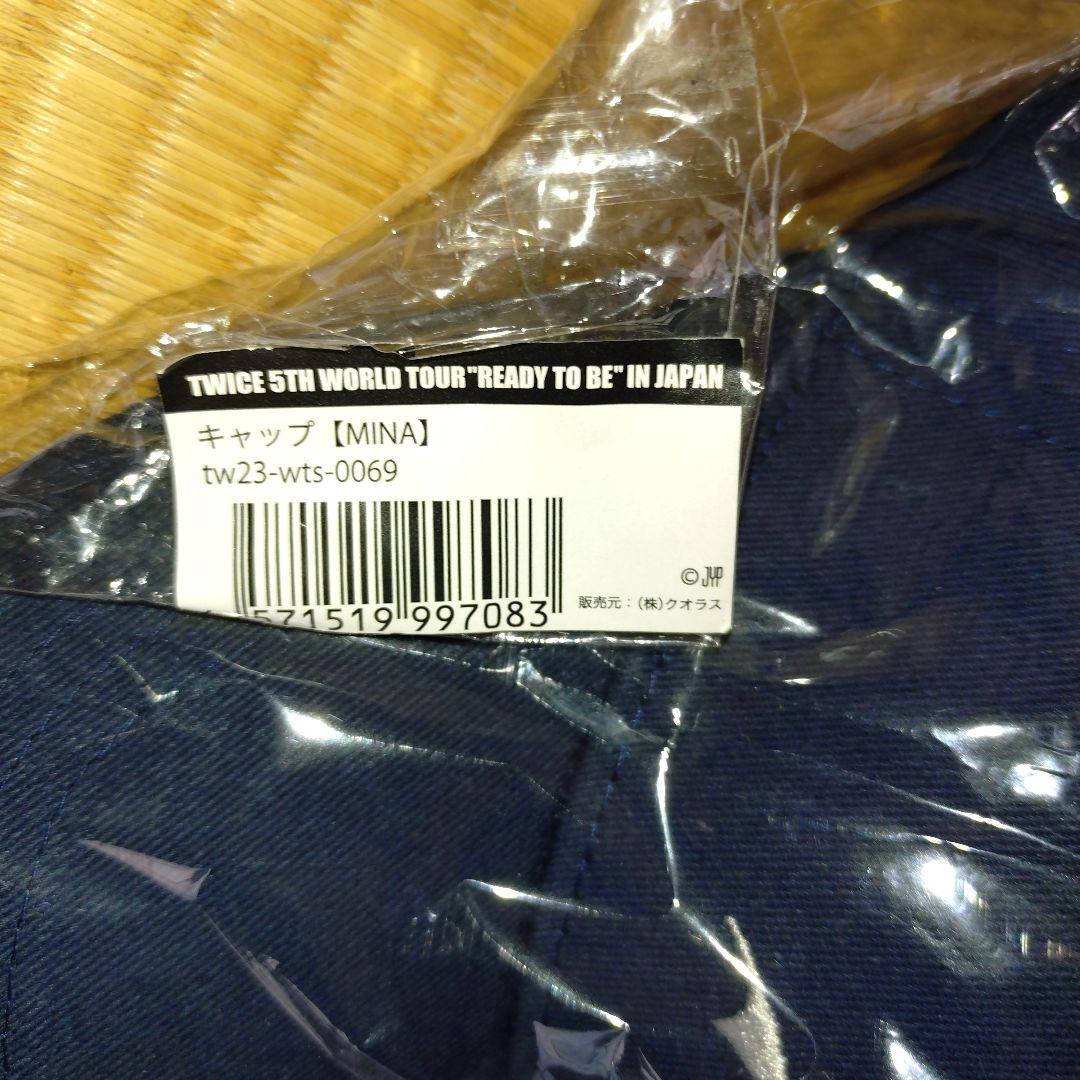 TWICE 5TH WORLD TOUR "READY TO BE" IN JAPAN
キャップ【MINA】
tw23-wts-0069
571519 997083
© JYP
販売元：(株)クオラス